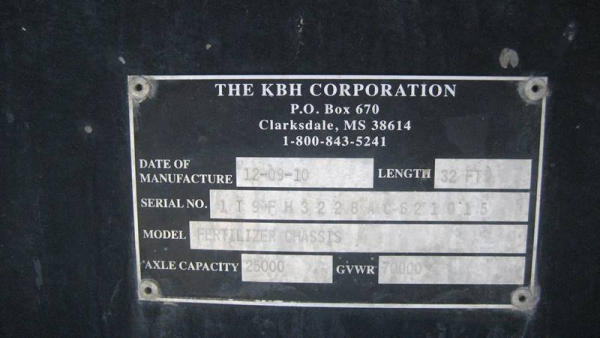 THE KBH CORPORATION
P.O. Box 670
Clarksdale, MS 38614
1-800-843-5241
DATE OF MANUFACTURE 12-09-10 LENGTH 32 FT
SERIAL NO. 1T9FH3228AC621015
MODEL FERTILIZER CHASSIS
AXLE CAPACITY 25000 GVWR 70000